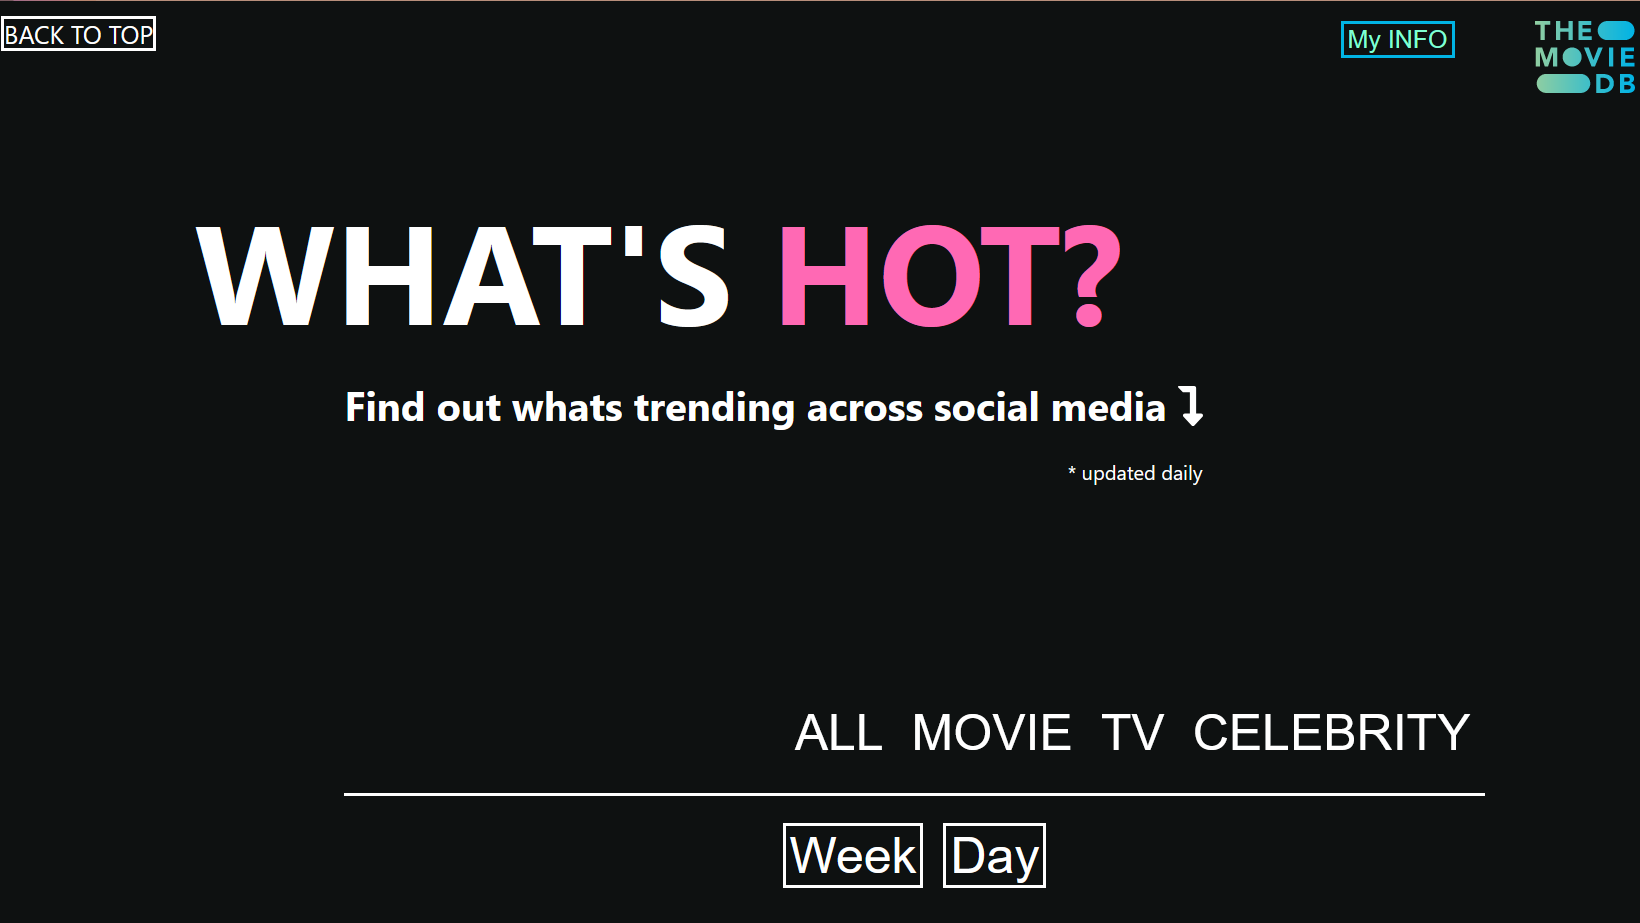 BACK TO TOP
My INFO
THE
MOVIE
DB
WHAT'S HOT?
Find out whats trending across social media
* updated daily
ALL MOVIE TV CELEBRITY
Week Day